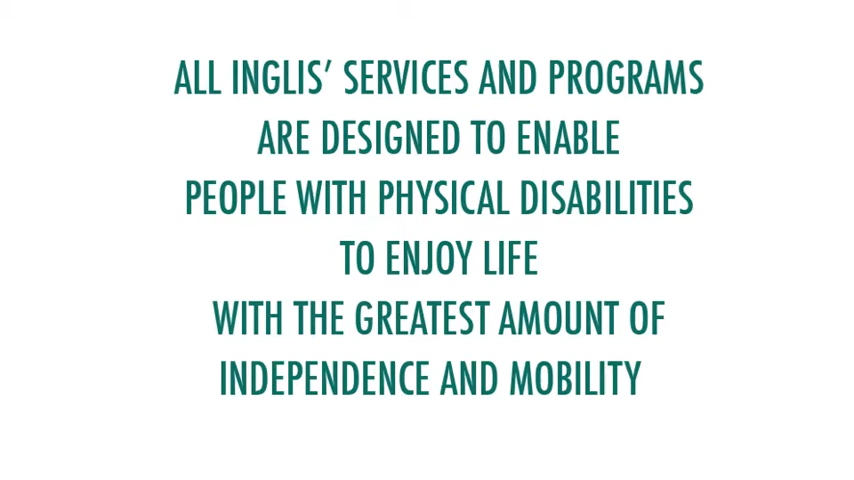 ALL INGLIS’ SERVICES AND PROGRAMS
ARE DESIGNED TO ENABLE
PEOPLE WITH PHYSICAL DISABILITIES
TO ENJOY LIFE
WITH THE GREATEST AMOUNT OF
INDEPENDENCE AND MOBILITY